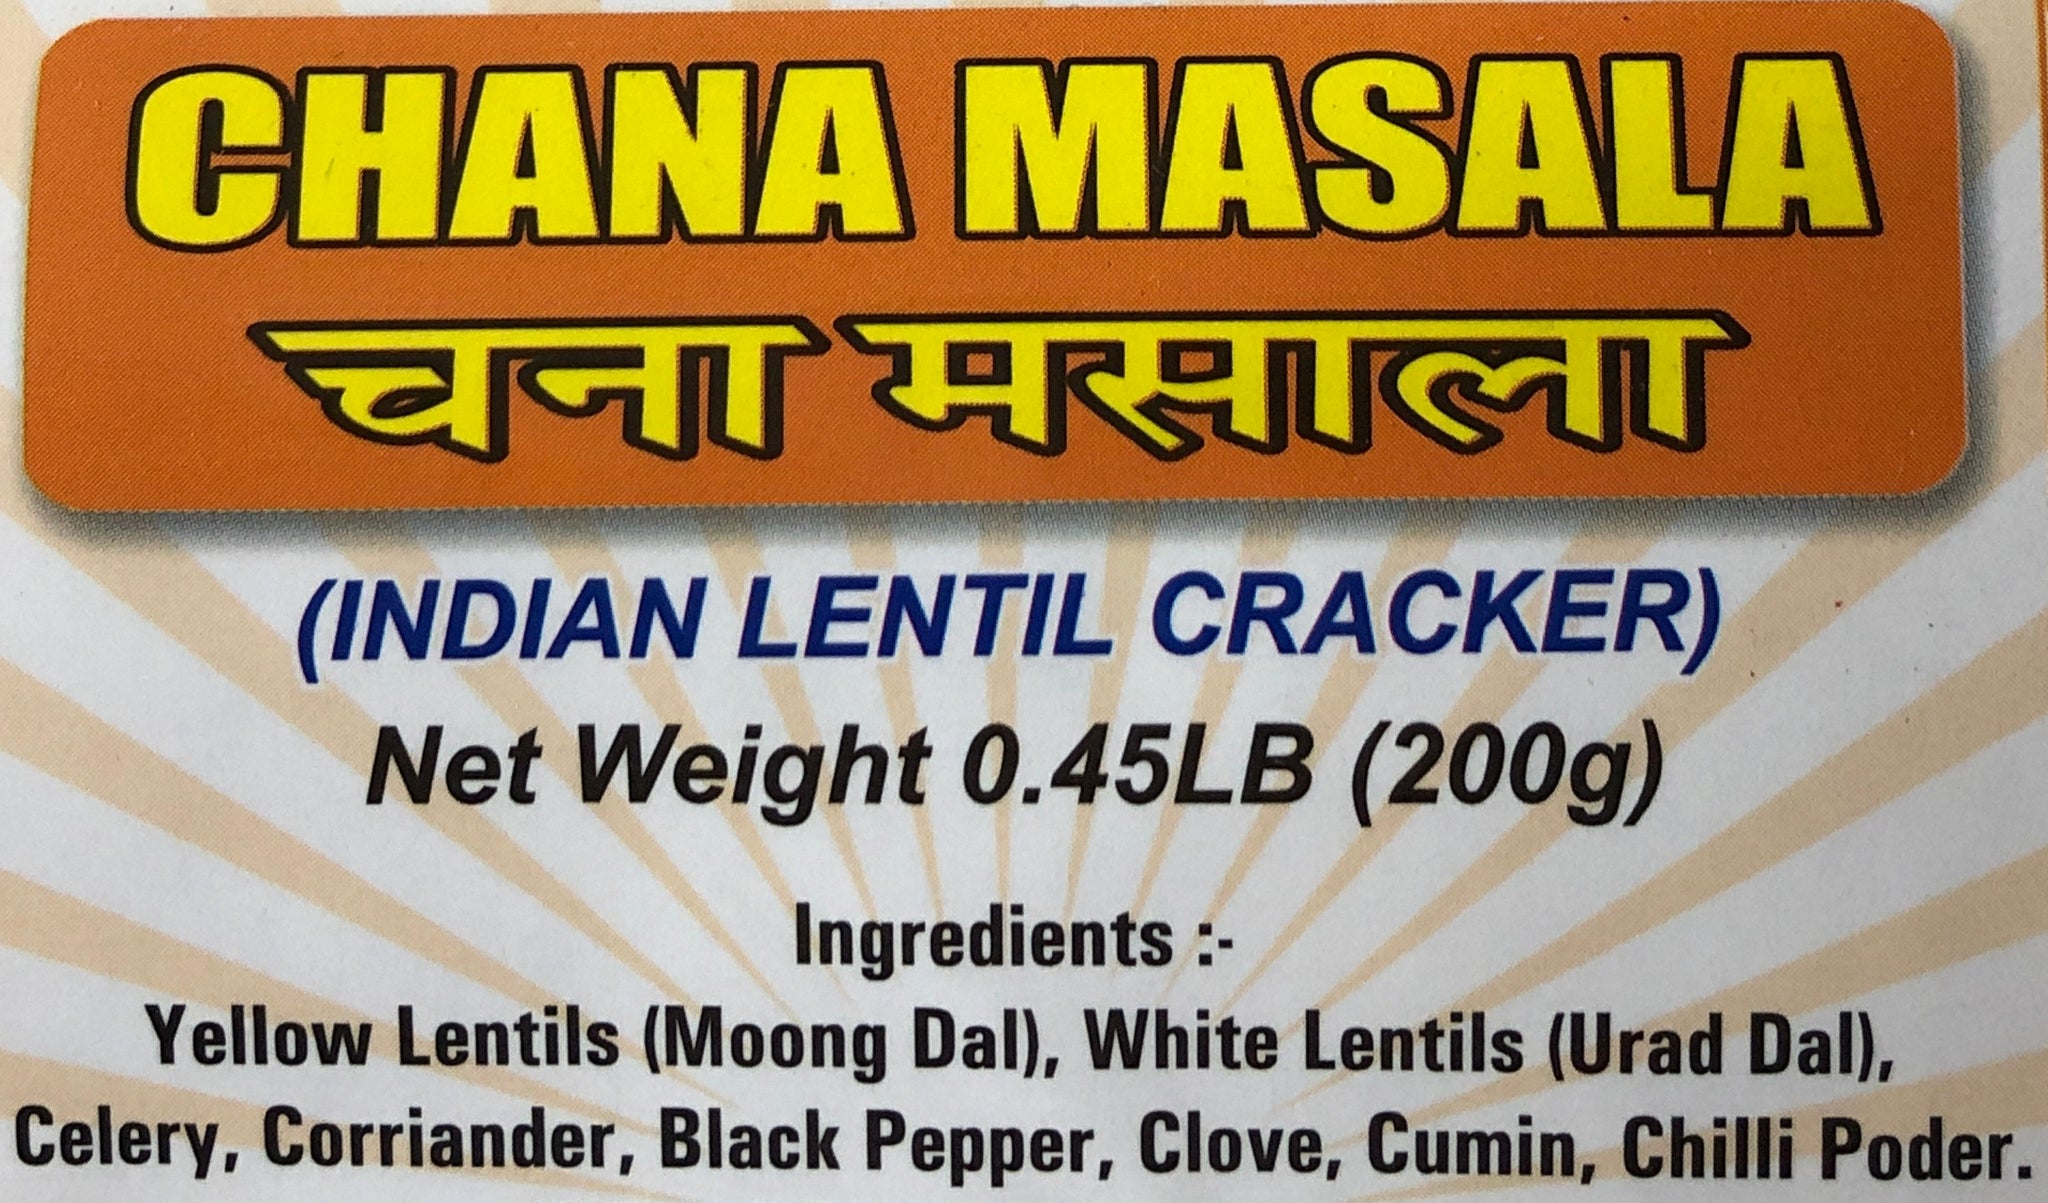 CHANA MASALA
चना मसाला
(INDIAN LENTIL CRACKER)
Net Weight 0.45LB (200g)
Ingredients :-
Yellow Lentils (Moong Dal), White Lentils (Urad Dal),
Celery, Corriander, Black Pepper, Clove, Cumin, Chilli Poder.